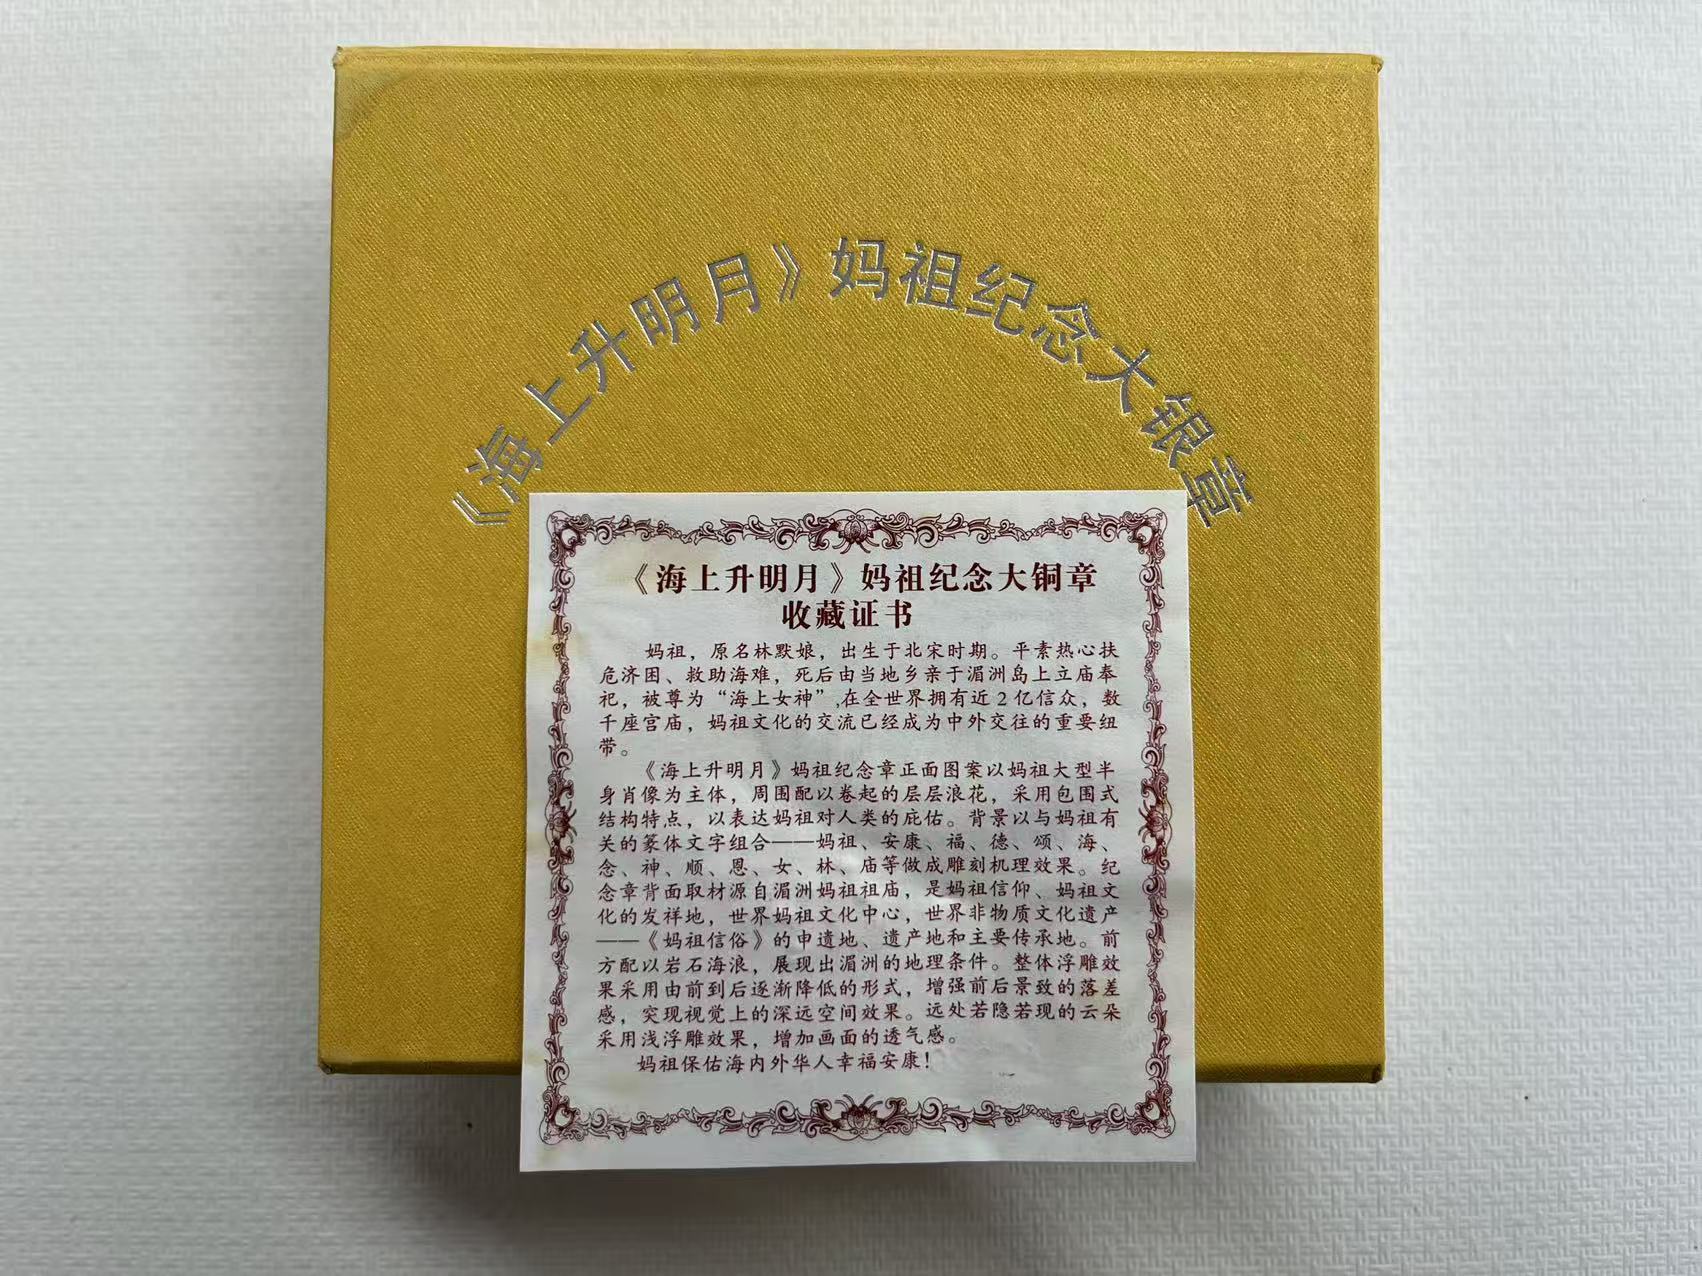 《海上升明月》妈祖纪念大银章
《海上升明月》妈祖纪念大铜章
收藏证书
妈祖，原名林默娘，出生于北宋时期。平素热心扶
危济困、救助海难，死后由当地乡亲于湄洲岛上立庙奉
祀，被尊为“海上女神”,在全世界拥有近2亿信众，数
千座宫庙，妈祖文化的交流已经成为中外交往的重要纽
带。
《海上升明月》妈祖纪念章正面图案以妈祖大型半
身肖像为主体，周围配以卷起的层层浪花，采用包围式
结构特点，以表达妈祖对人类的庇佑。背景以与妈祖有
关的篆体文字组合——妈祖、安康、福、德、颂、海、
念、神、顺、恩、女、林、庙等做成雕刻机理效果。纪
念章背面取材源自湄洲妈祖祖庙，是妈祖信仰、妈祖文
化的发祥地，世界妈祖文化中心，世界非物质文化遗产
——《妈祖信俗》的申遗地、遗产地和主要传承地。前
方配以岩石海浪，展现出湄洲的地理条件。整体浮雕效
果采用由前到后逐渐降低的形式，增强前后景致的落差
感，突现视觉上的深远空间效果。远处若隐若现的云朵
采用浅浮雕效果，增加画面的透气感。
妈祖保佑海内外华人幸福安康！